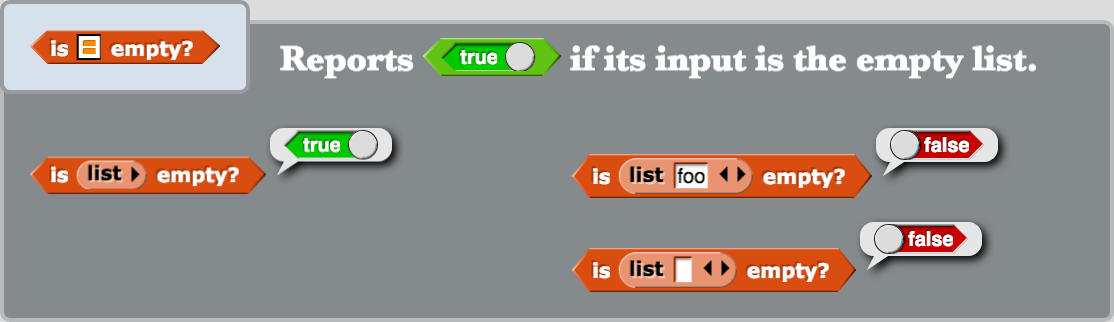 is empty?
Reports true if its input is the empty list.
is list empty? true
is list foo empty? false
is list empty? false